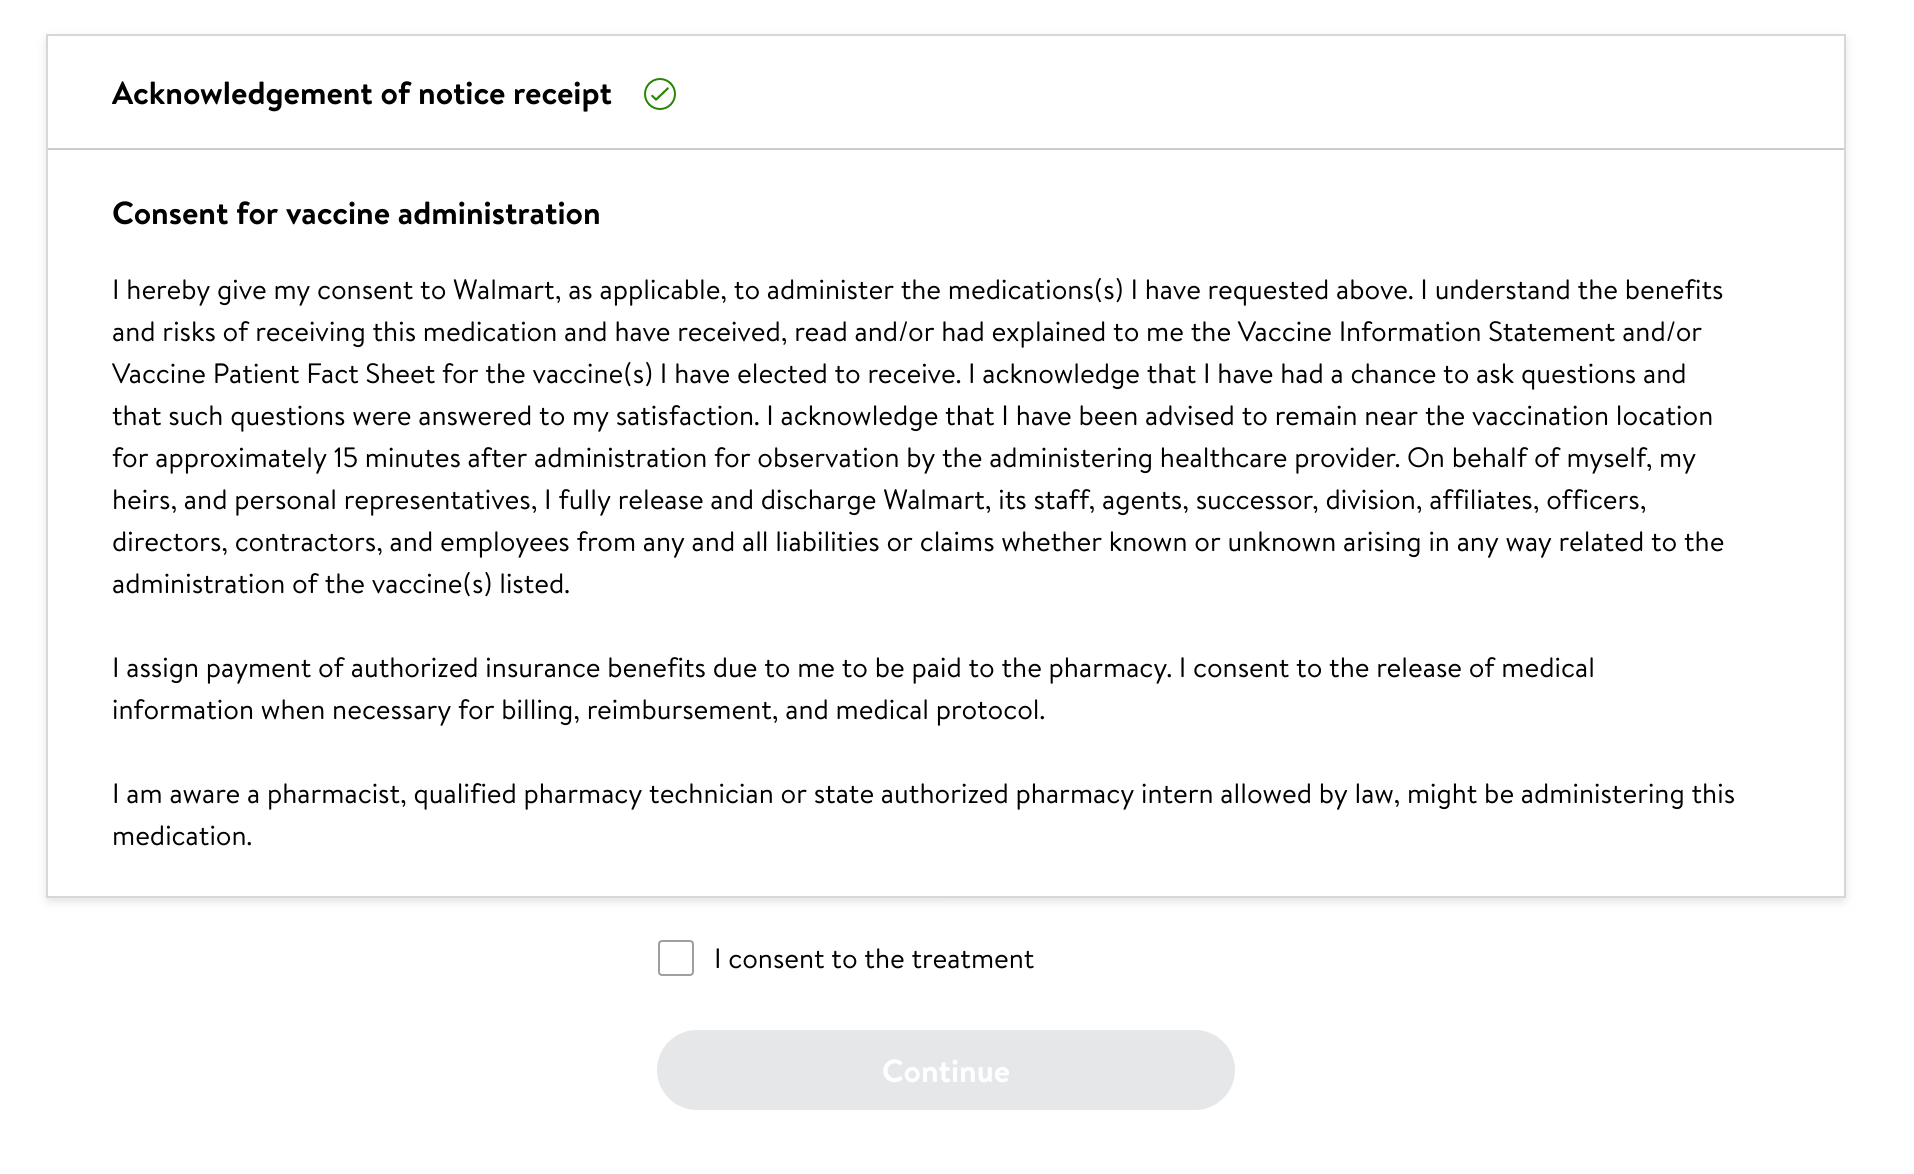 Acknowledgement of notice receipt
Consent for vaccine administration
I hereby give my consent to Walmart, as applicable, to administer the medications(s) I have requested above. I understand the benefits
and risks of receiving this medication and have received, read and/or had explained to me the Vaccine Information Statement and/or
Vaccine Patient Fact Sheet for the vaccine(s) I have elected to receive. I acknowledge that I have had a chance to ask questions and
that such questions were answered to my satisfaction. I acknowledge that I have been advised to remain near the vaccination location
for approximately 15 minutes after administration for observation by the administering healthcare provider. On behalf of myself, my
heirs, and personal representatives, I fully release and discharge Walmart, its staff, agents, successor, division, affiliates, officers,
directors, contractors, and employees from any and all liabilities or claims whether known or unknown arising in any way related to the
administration of the vaccine(s) listed.
I assign payment of authorized insurance benefits due to me to be paid to the pharmacy. I consent to the release of medical
information when necessary for billing, reimbursement, and medical protocol.
I am aware a pharmacist, qualified pharmacy technician or state authorized pharmacy intern allowed by law, might be administering this
medication.
I consent to the treatment
Continue